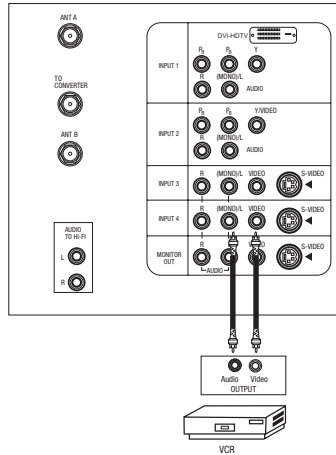 ANT A
DVI-HDTV
PR PB Y
INPUT 1
R (MONO)/L AUDIO
TO
CONVERTER
PR PB Y/VIDEO
INPUT 2
R (MONO)/L AUDIO
ANT B
R (MONO)/L VIDEO S-VIDEO
INPUT 3
R (MONO)/L VIDEO S-VIDEO
INPUT 4
AUDIO
TO HI-FI
L
R
R VIDEO S-VIDEO
MONITOR
OUT
AUDIO
Audio Video
OUTPUT
VCR